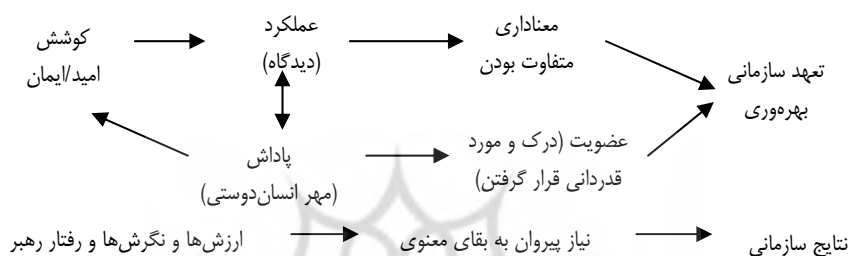 کوشش
امید/ایمان
عملکرد
(دیدگاه)
معناداری
متفاوت بودن
تعهد سازمانی
بهره‌وری
پاداش
(مهر انسان‌دوستی)
عضویت (درک و مورد
قدردانی قرار گرفتن)
ارزش‌ها و نگرش‌ها و رفتار رهبر
نیاز پیروان به بقای معنوی
نتایج سازمانی